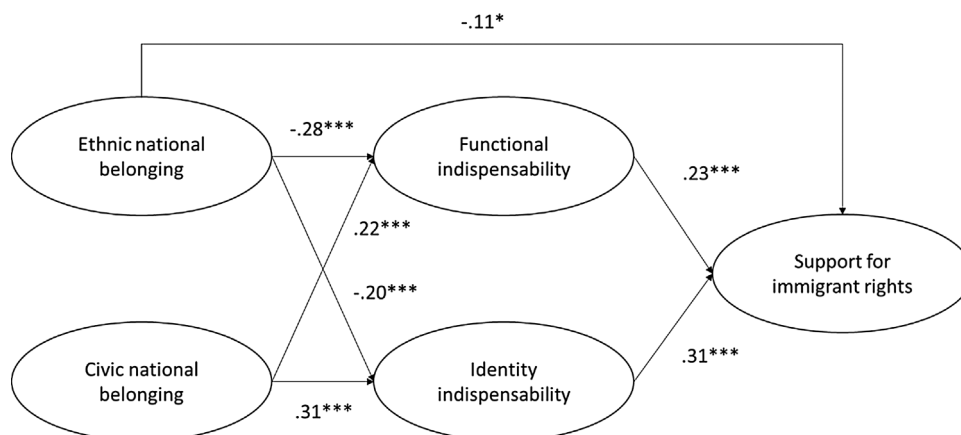 -.11*
Ethnic national
belonging
-.28***
Functional
indispensability
.23***
.22***
Support for
immigrant rights
-.20***
Civic national
belonging
.31***
Identity
indispensability
.31***